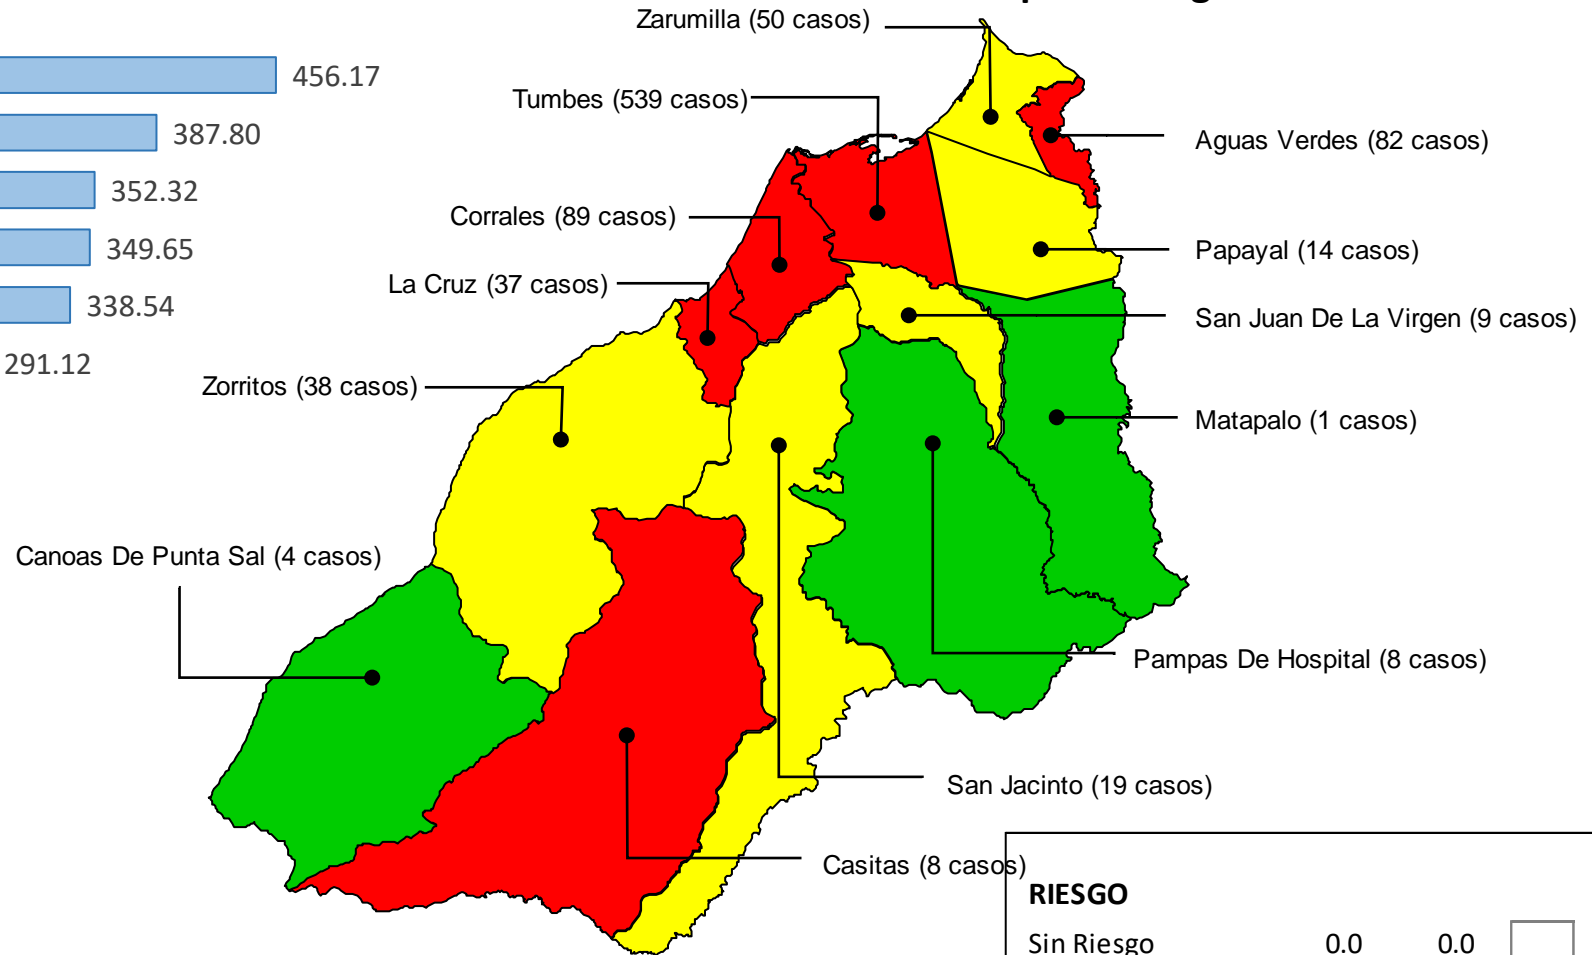 Zarumilla (50 casos)
456.17
Tumbes (539 casos)
387.80
Aguas Verdes (82 casos)
352.32
Corrales (89 casos)
349.65
Papayal (14 casos)
La Cruz (37 casos)
338.54
San Juan De La Virgen (9 casos)
291.12
Zorritos (38 casos)
Matapalo (1 casos)
Canoas De Punta Sal (4 casos)
Pampas De Hospital (8 casos)
San Jacinto (19 casos)
Casitas (8 casos)
RIESGO
Sin Riesgo 0.0 0.0